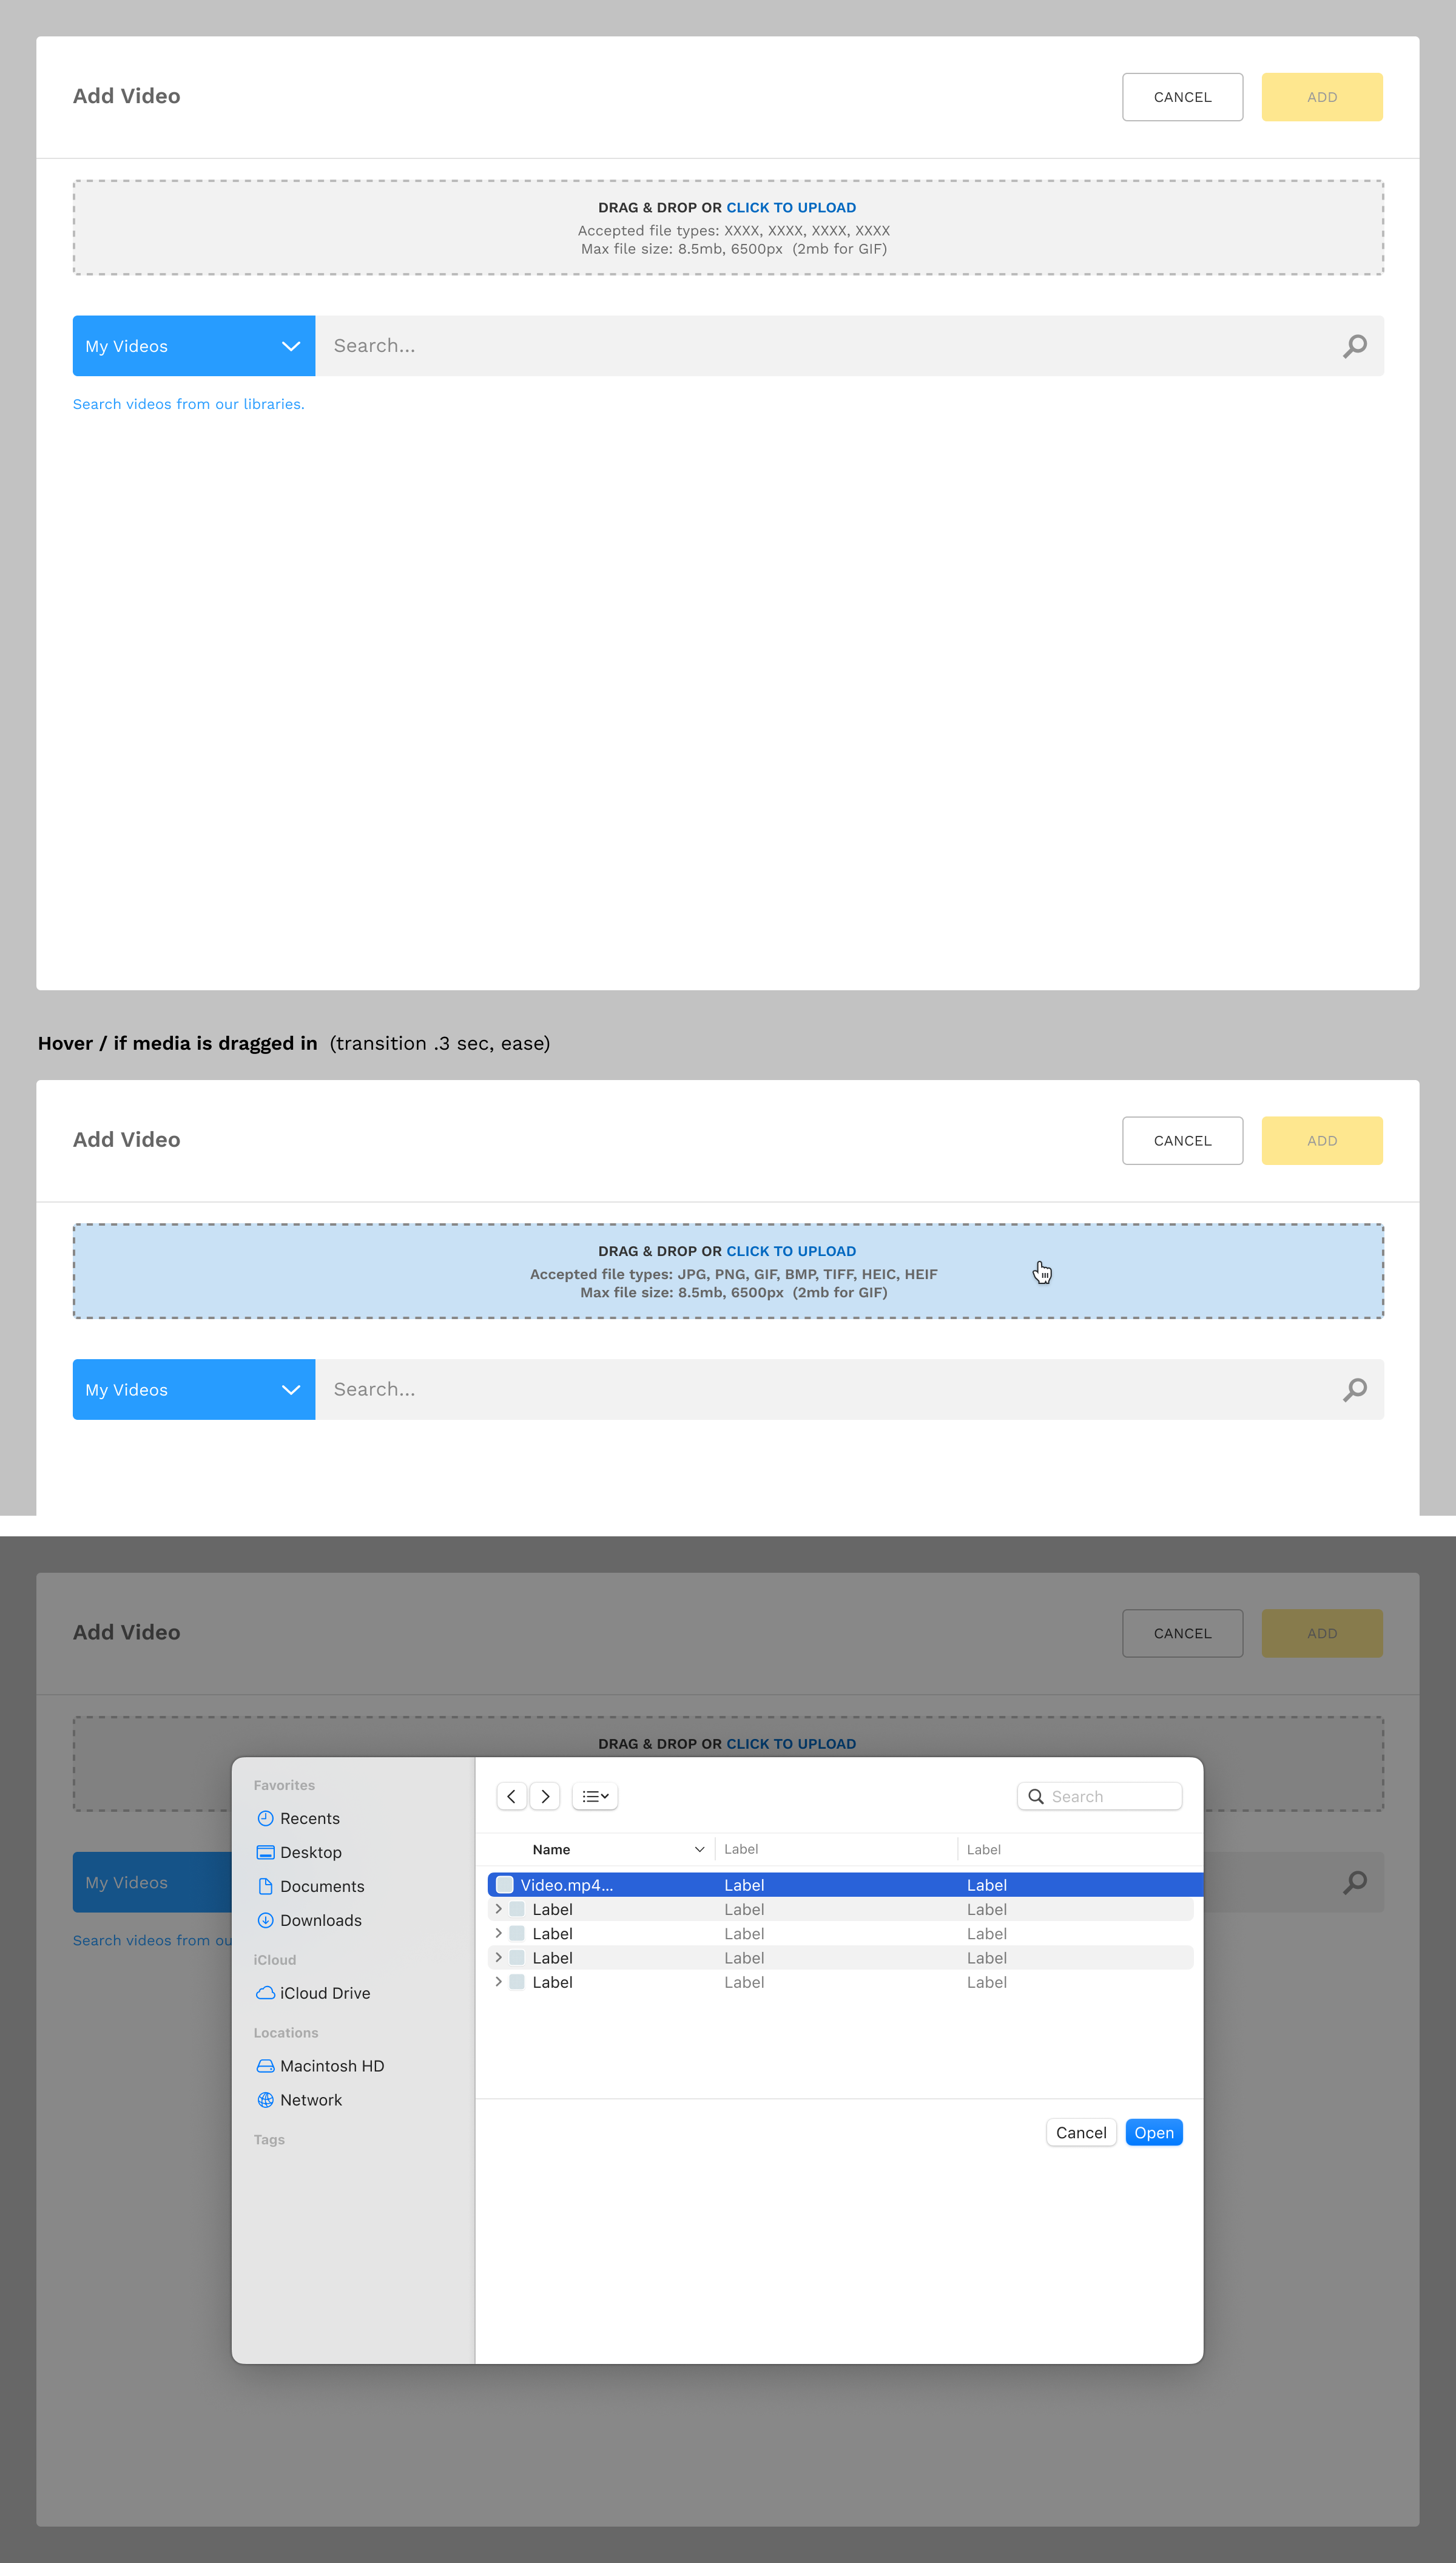 Add Video
CANCEL
ADD
DRAG & DROP OR CLICK TO UPLOAD
Accepted file types: XXXX, XXXX, XXXX, XXXX
Max file size: 8.5mb, 6500px (2mb for GIF)
My Videos
Search...
Search videos from our libraries.
Hover / if media is dragged in (transition .3 sec, ease)
Add Video
CANCEL
ADD
DRAG & DROP OR CLICK TO UPLOAD
Accepted file types: JPG, PNG, GIF, BMP, TIFF, HEIC, HEIF
Max file size: 8.5mb, 6500px (2mb for GIF)
My Videos
Search...
Add Video
CANCEL
ADD
DRAG & DROP OR CLICK TO UPLOAD
My Videos
Search videos from ou
Favorites
Recents
Desktop
Documents
Downloads
iCloud
iCloud Drive
Locations
Macintosh HD
Network
Tags
Search
Name Label Label
Video.mp4... Label Label
Label Label Label
Label Label Label
Label Label Label
Label Label Label
Cancel
Open